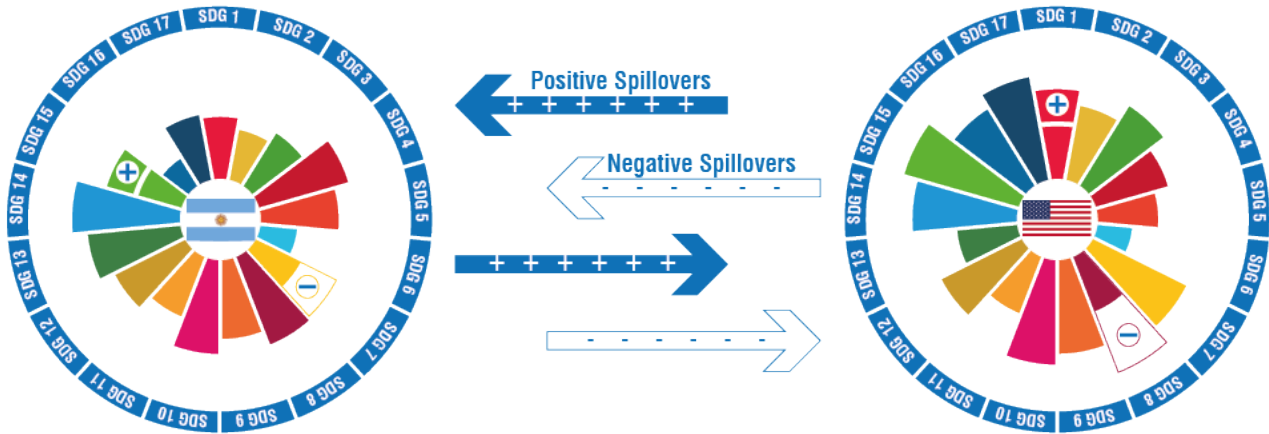 SDG 1
SDG 2
SDG 3
SDG 4
SDG 5
SDG 6
SDG 7
SDG 8
SDG 9
SDG 10
SDG 11
SDG 12
SDG 13
SDG 14
SDG 15
SDG 16
SDG 17
+
-
Positive Spillovers
+ + + + + +
Negative Spillovers
- - - - - -
+ + + + + +
- - - - - -
SDG 1
SDG 2
SDG 3
SDG 4
SDG 5
SDG 6
SDG 7
SDG 8
SDG 9
SDG 10
SDG 11
SDG 12
SDG 13
SDG 14
SDG 15
SDG 16
SDG 17
+
-